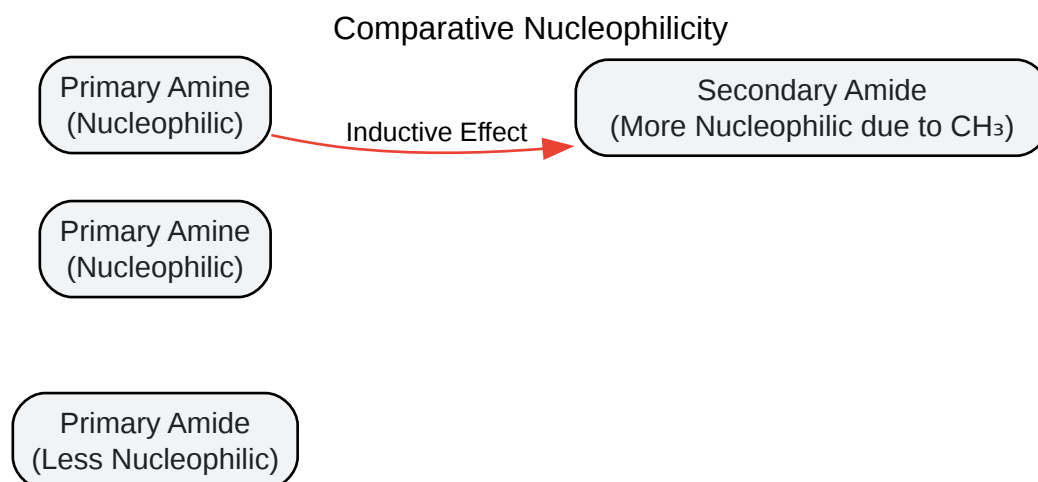 Comparative Nucleophilicity
Primary Amine
(Nucleophilic)
Inductive Effect
Secondary Amide
(More Nucleophilic due to CH₃)
Primary Amine
(Nucleophilic)
Primary Amide
(Less Nucleophilic)